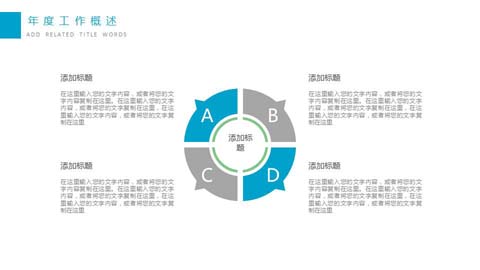 年度工作概述
ADD RELATED TITLE WORDS
添加标题
在这里输入您的文字内容，或者将您的文
字内容复制在这里。在这里输入您的文字
内容，或者将您的文字内容复制在这里。
在这里输入您的文字内容，或者将您的文
字复制在这里
添加标题
在这里输入您的文字内容，或者将您的文
字内容复制在这里。在这里输入您的文字
内容，或者将您的文字内容复制在这里。
在这里输入您的文字内容，或者将您的文
字复制在这里
A
B
添加标
题
C
D
添加标题
在这里输入您的文字内容，或者将您的文
字内容复制在这里。在这里输入您的文字
内容，或者将您的文字内容复制在这里。
在这里输入您的文字内容，或者将您的文字复
制在这里
添加标题
在这里输入您的文字内容，或者将您的文
字内容复制在这里。在这里输入您的文字
内容，或者将您的文字内容复制在这里。
在这里输入您的文字内容，或者将您的文
字复制在这里